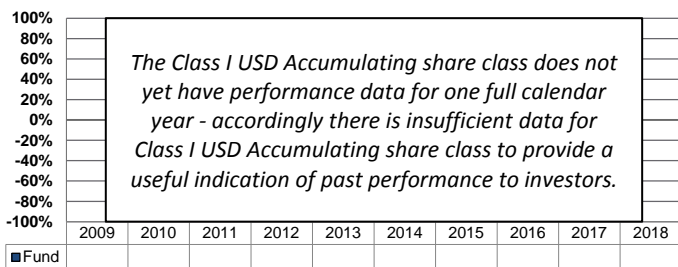 100%
80%
60%
40%
20%
0%
-20%
-40%
-60%
-80%
-100%
The Class I USD Accumulating share class does not
yet have performance data for one full calendar
year - accordingly there is insufficient data for
Class I USD Accumulating share class to provide a
useful indication of past performance to investors.
2009 2010 2011 2012 2013 2014 2015 2016 2017 2018
Fund